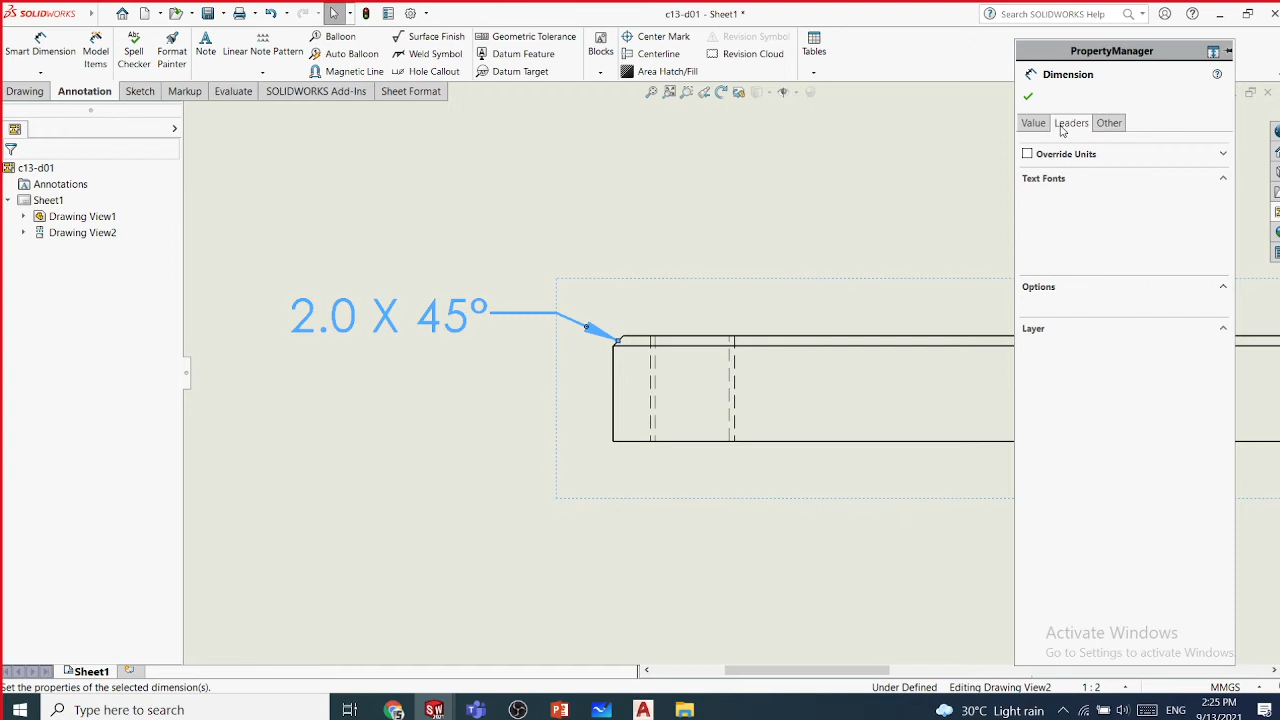 SOLIDWORKS
c13-d01 - Sheet1 *
Search SOLIDWORKS Help
Smart Dimension
Model Items
Spell Checker
Format Painter
Note
Linear Note Pattern
Balloon
Auto Balloon
Magnetic Line
Surface Finish
Weld Symbol
Hole Callout
Geometric Tolerance
Datum Feature
Datum Target
Blocks
Center Mark
Centerline
Area Hatch/Fill
Revision Symbol
Revision Cloud
Tables
Drawing
Annotation
Sketch
Markup
Evaluate
SOLIDWORKS Add-Ins
Sheet Format
c13-d01
Annotations
Sheet1
Drawing View1
Drawing View2
2.0 X 45°
PropertyManager
Dimension
Value
Leaders
Other
Override Units
Text Fonts
Options
Layer
Activate Windows
Go to Settings to activate Windows.
Sheet1
Set the properties of the selected dimension(s).
Under Defined
Editing Drawing View2
1 : 2
MMGS
Type here to search
30°C Light rain
ENG
2:25 PM
9/13/2021